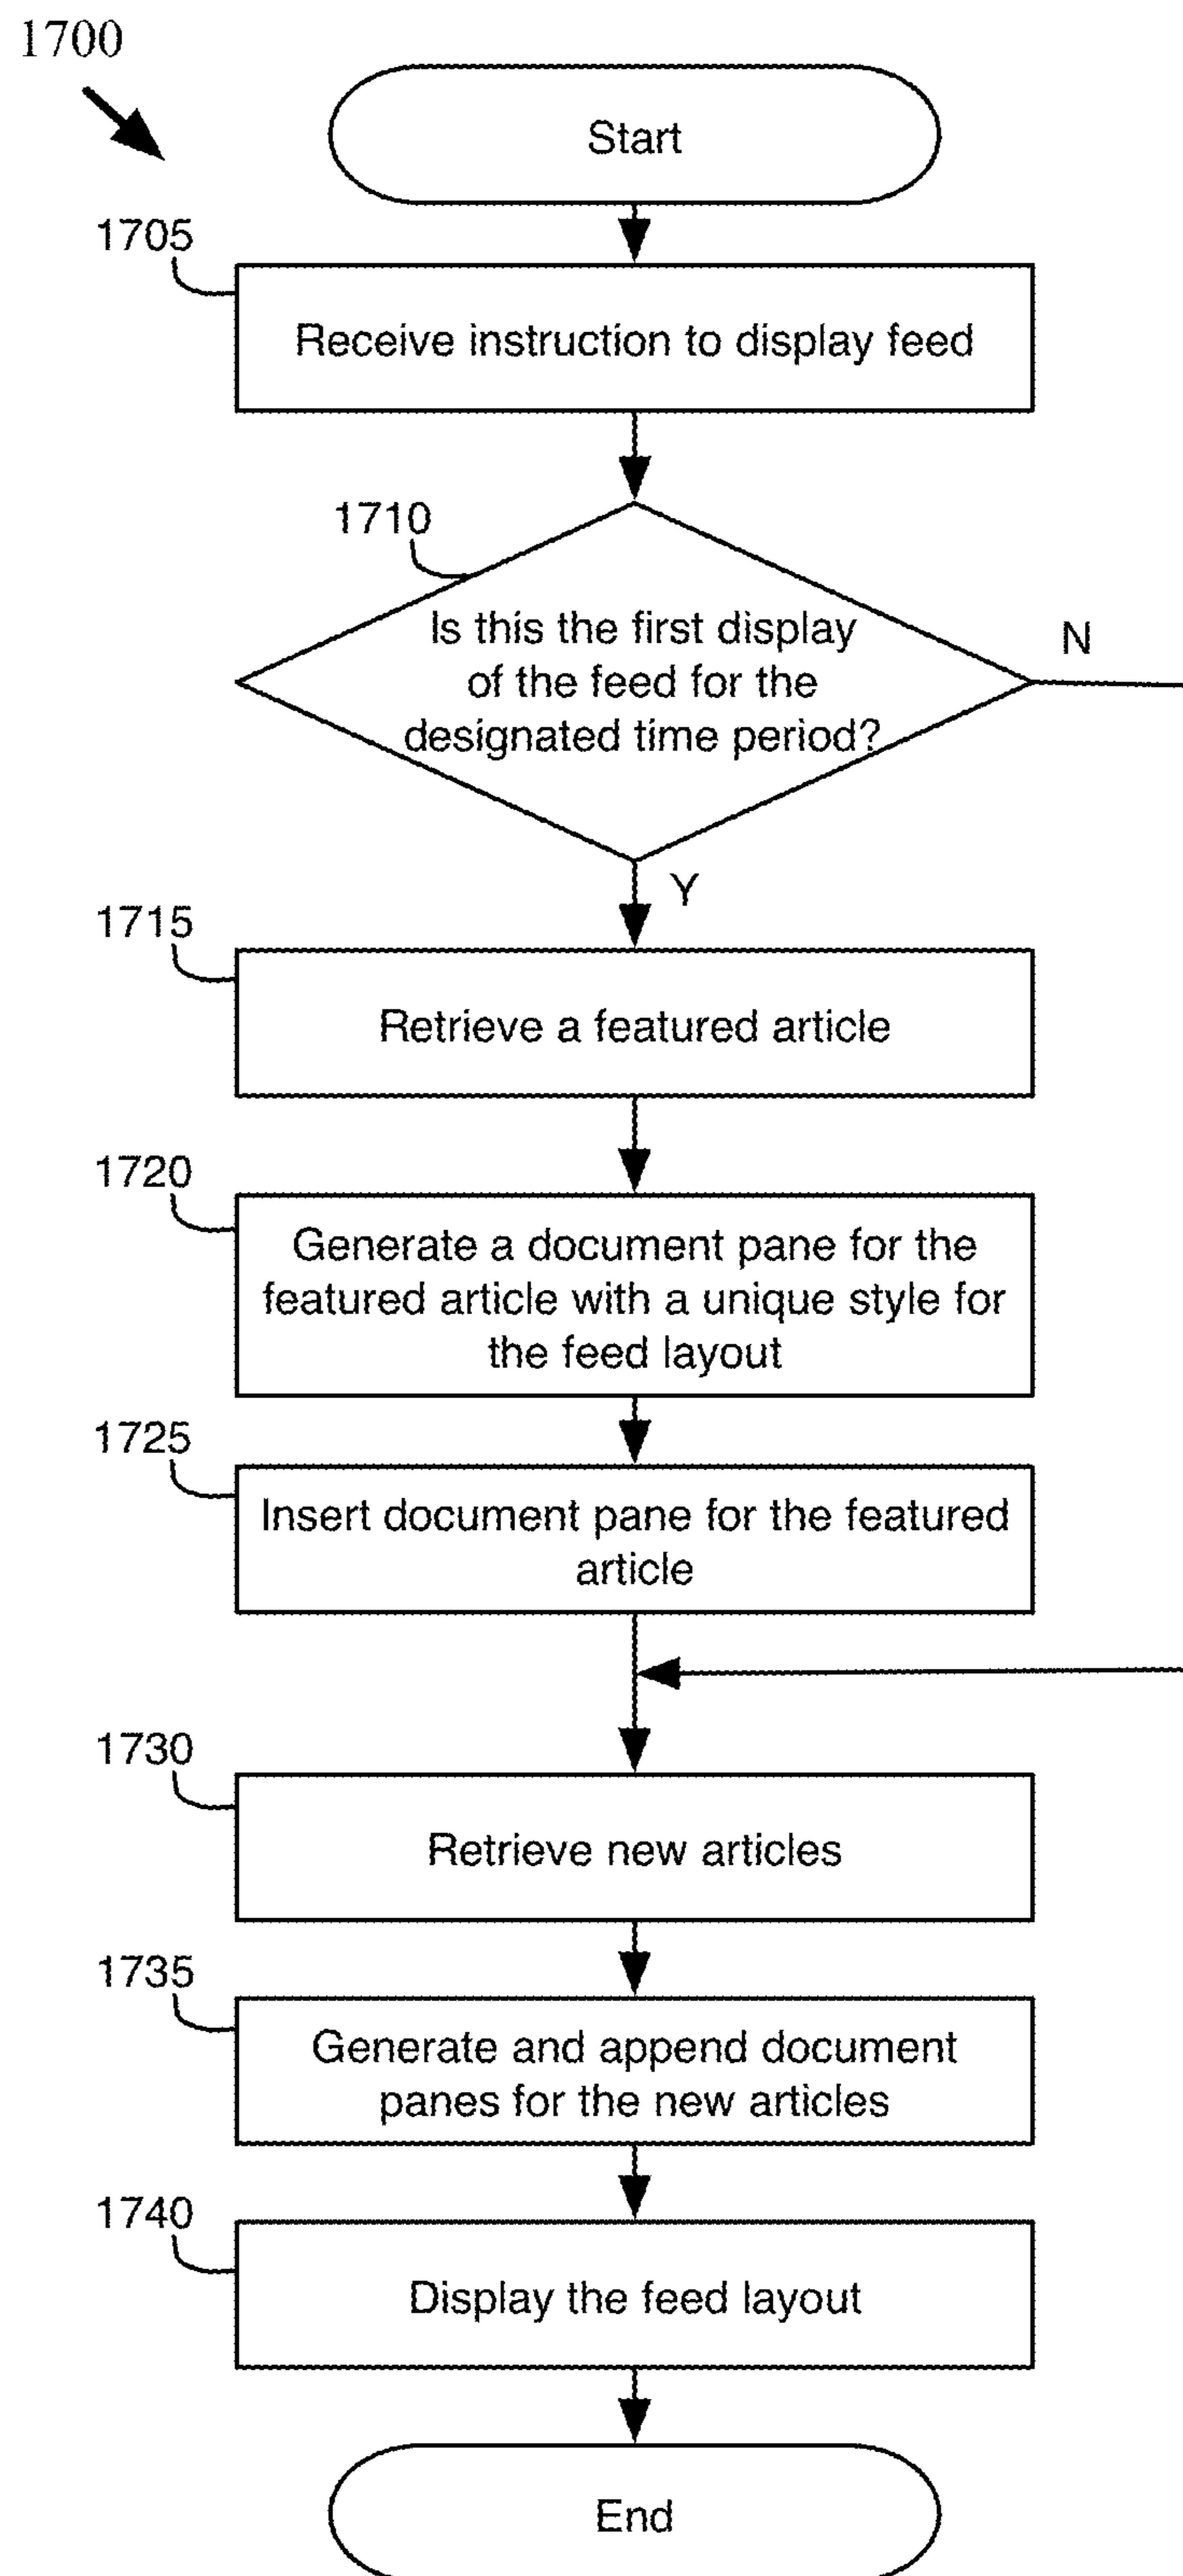 1700
Start
1705
Receive instruction to display feed
1710
Is this the first display
of the feed for the
designated time period?
N
Y
1715
Retrieve a featured article
1720
Generate a document pane for the
featured article with a unique style for
the feed layout
1725
Insert document pane for the featured
article
1730
Retrieve new articles
1735
Generate and append document
panes for the new articles
1740
Display the feed layout
End